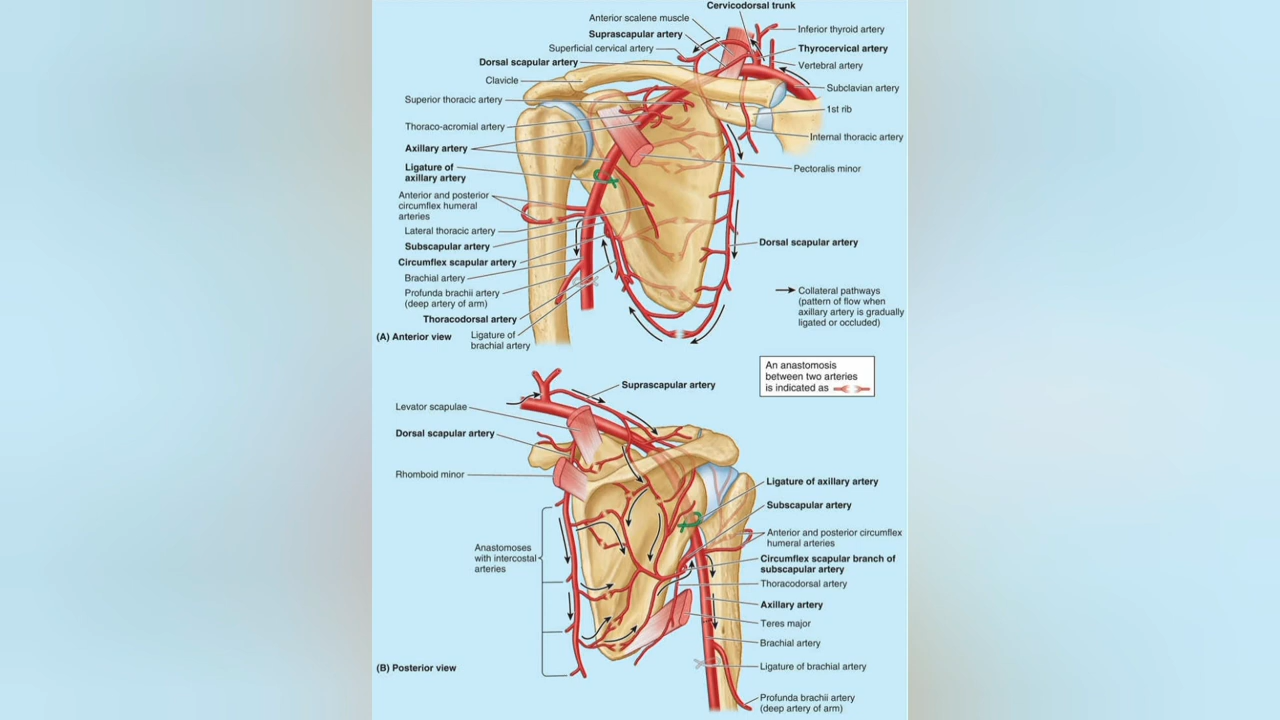 Cervicodorsal trunk
Anterior scalene muscle
Suprascapular artery
Superficial cervical artery
Dorsal scapular artery
Clavicle
Superior thoracic artery
Thoraco-acromial artery
Axillary artery
Ligature of
axillary artery
Anterior and posterior
circumflex humeral
arteries
Lateral thoracic artery
Subscapular artery
Circumflex scapular artery
Brachial artery
Profunda brachii artery
(deep artery of arm)
Thoracodorsal artery
(A) Anterior view
Ligature of
brachial artery
Inferior thyroid artery
Thyrocervical artery
Vertebral artery
Subclavian artery
1st rib
Internal thoracic artery
Pectoralis minor
Dorsal scapular artery
Collateral pathways
(pattern of flow when
axillary artery is gradually
ligated or occluded)
An anastomosis
between two arteries
is indicated as
Suprascapular artery
Levator scapulae
Dorsal scapular artery
Rhomboid minor
Anastomoses
with intercostal
arteries
(B) Posterior view
Ligature of axillary artery
Subscapular artery
Anterior and posterior circumflex
humeral arteries
Circumflex scapular branch of
subscapular artery
Thoracodorsal artery
Axillary artery
Teres major
Brachial artery
Ligature of brachial artery
Profunda brachii artery
(deep artery of arm)